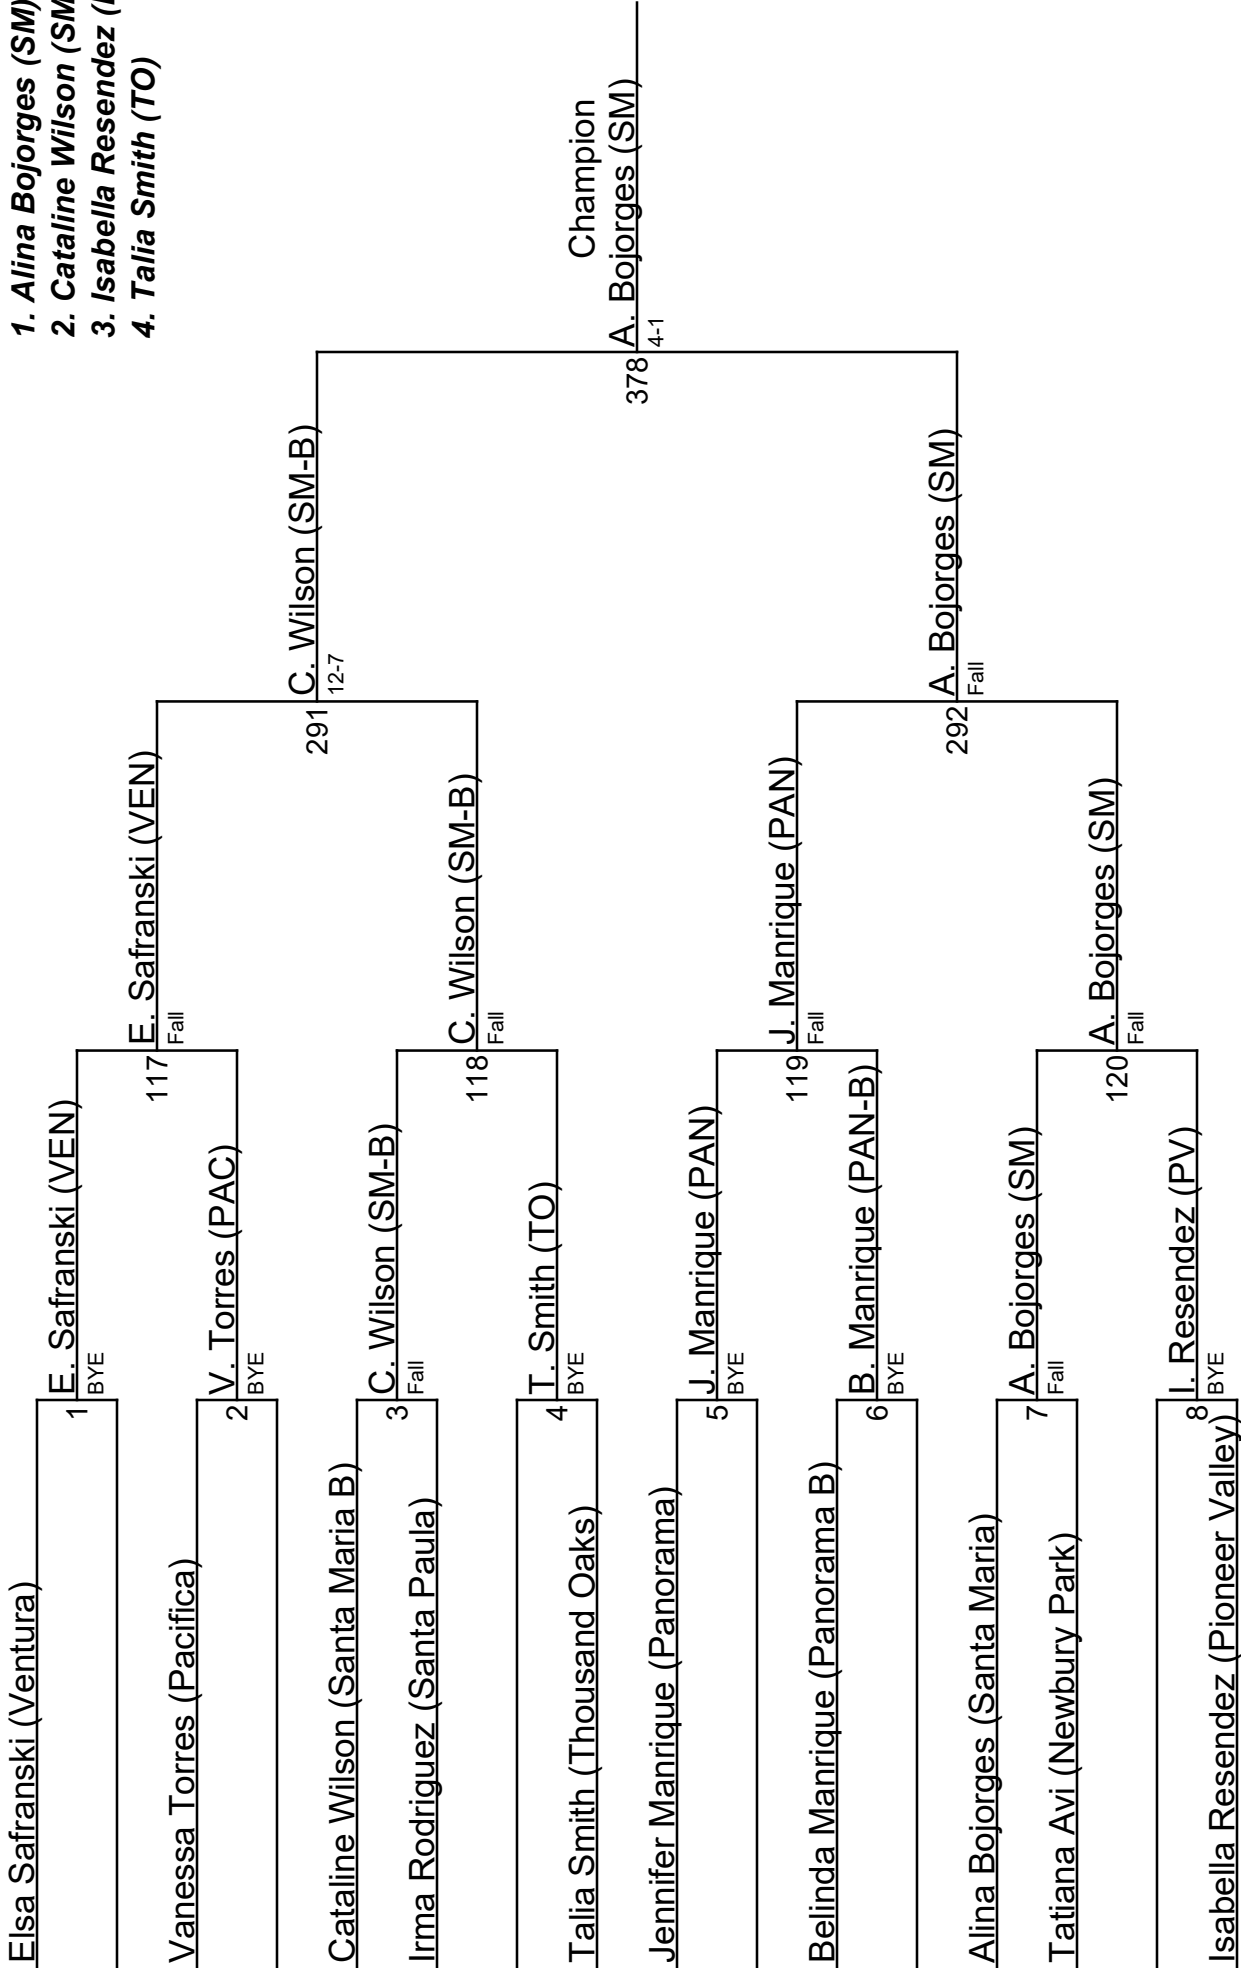 1. Alina Bojorges (SM)
2. Cataline Wilson (SM
3. Isabella Resendez (
4. Talia Smith (TO)
Elsa Safranski (Ventura)
Vanessa Torres (Pacifica)
Cataline Wilson (Santa Maria B)
Irma Rodriguez (Santa Paula)
Talia Smith (Thousand Oaks)
Jennifer Manrique (Panorama)
Belinda Manrique (Panorama B)
Alina Bojorges (Santa Maria)
Tatiana Avi (Newbury Park)
Isabella Resendez (Pioneer Valley)
1
E. Safranski (VEN)
BYE
2
V. Torres (PAC)
BYE
3
C. Wilson (SM-B)
Fall
4
T. Smith (TO)
BYE
5
J. Manrique (PAN)
BYE
6
B. Manrique (PAN-B)
BYE
7
A. Bojorges (SM)
Fall
8
I. Resendez (PV)
BYE
117
E. Safranski (VEN)
Fall
118
C. Wilson (SM-B)
Fall
119
J. Manrique (PAN)
Fall
120
A. Bojorges (SM)
Fall
291
C. Wilson (SM-B)
12-7
292
A. Bojorges (SM)
Fall
378
Champion
A. Bojorges (SM)
4-1